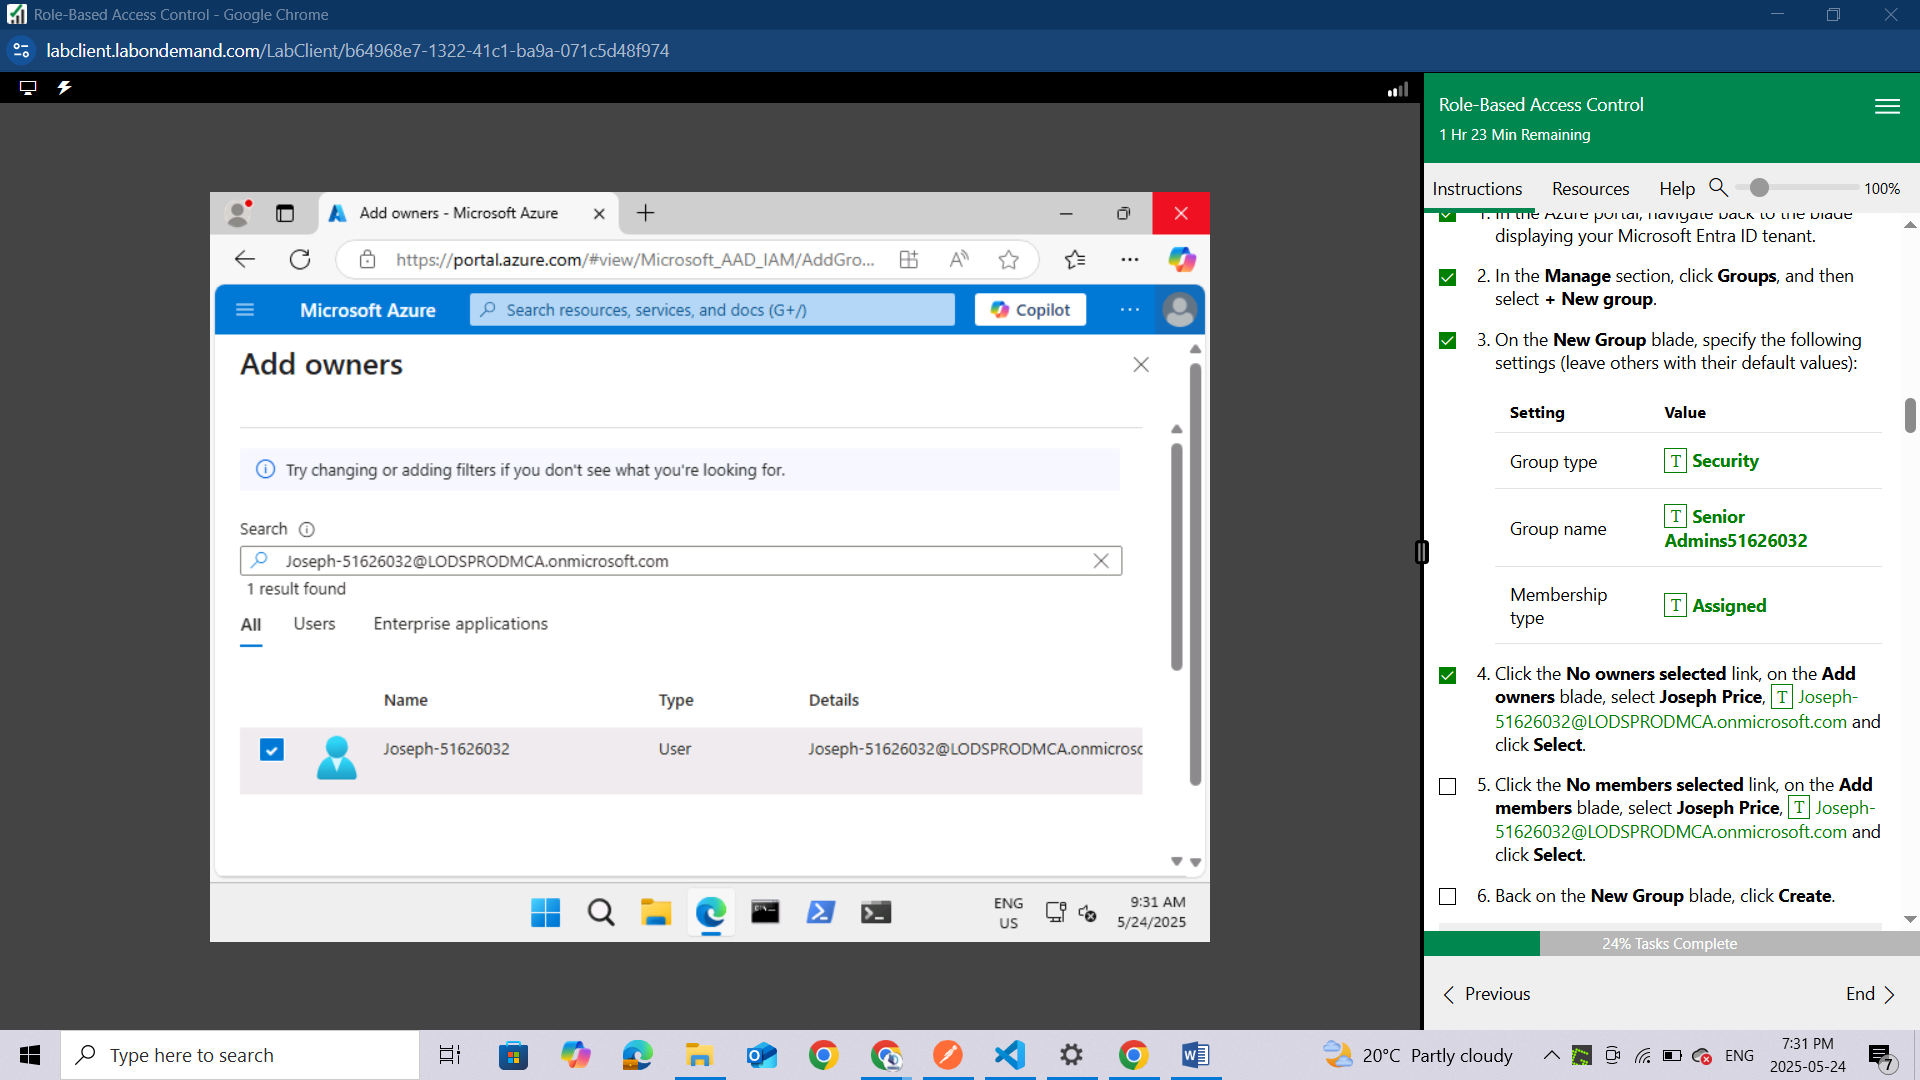 Role-Based Access Control - Google Chrome
labclient.labondemand.com/LabClient/b64968e7-1322-41c1-ba9a-071c5d48f974
Role-Based Access Control
1 Hr 23 Min Remaining
Instructions Resources Help 100%
1. In the Azure portal, navigate back to the blade
displaying your Microsoft Entra ID tenant.
2. In the Manage section, click Groups, and then
select + New group.
3. On the New Group blade, specify the following
settings (leave others with their default values):
Setting Value
Group type T Security
Group name T Senior
Admins51626032
Membership
type T Assigned
4. Click the No owners selected link, on the Add
owners blade, select Joseph Price, T Joseph-
51626032@LODSPRODMCA.onmicrosoft.com and
click Select.
5. Click the No members selected link, on the Add
members blade, select Joseph Price, T Joseph-
51626032@LODSPRODMCA.onmicrosoft.com and
click Select.
6. Back on the New Group blade, click Create.
24% Tasks Complete
Previous End
Add owners - Microsoft Azure
https://portal.azure.com/#view/Microsoft_AAD_IAM/AddGro...
Microsoft Azure Search resources, services, and docs (G+/) Copilot
Add owners
Try changing or adding filters if you don't see what you're looking for.
Search
Joseph-51626032@LODSPRODMCA.onmicrosoft.com
1 result found
All Users Enterprise applications
Name Type Details
Joseph-51626032 User Joseph-51626032@LODSPRODMCA.onmicrosc
ENG
US
9:31 AM
5/24/2025
Type here to search
20°C Partly cloudy
ENG
7:31 PM
2025-05-24
7